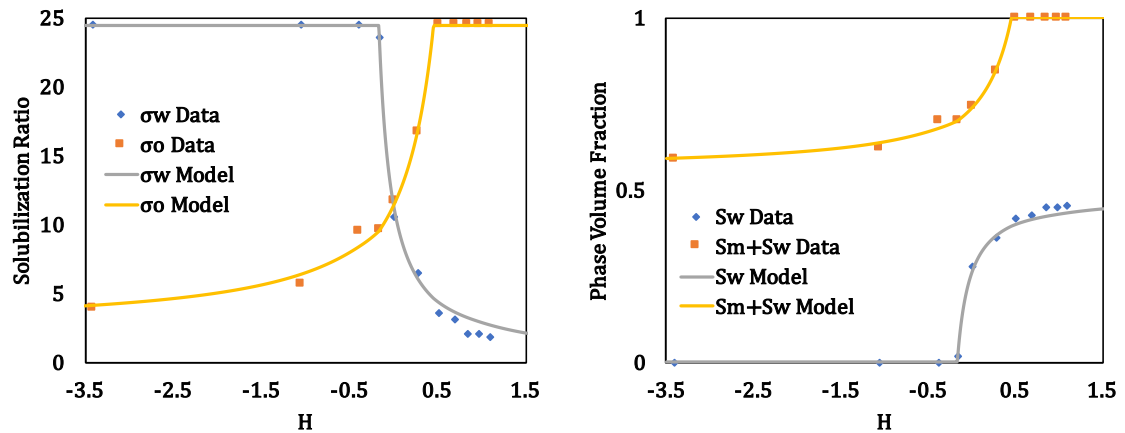 25
20
15
10
5
0
Solubilization Ratio
σw Data
σo Data
σw Model
σo Model
-3.5 -2.5 -1.5 -0.5 0.5 1.5
H
1
0.5
0
Phase Volume Fraction
Sw Data
Sm+Sw Data
Sw Model
Sm+Sw Model
-3.5 -2.5 -1.5 -0.5 0.5 1.5
H